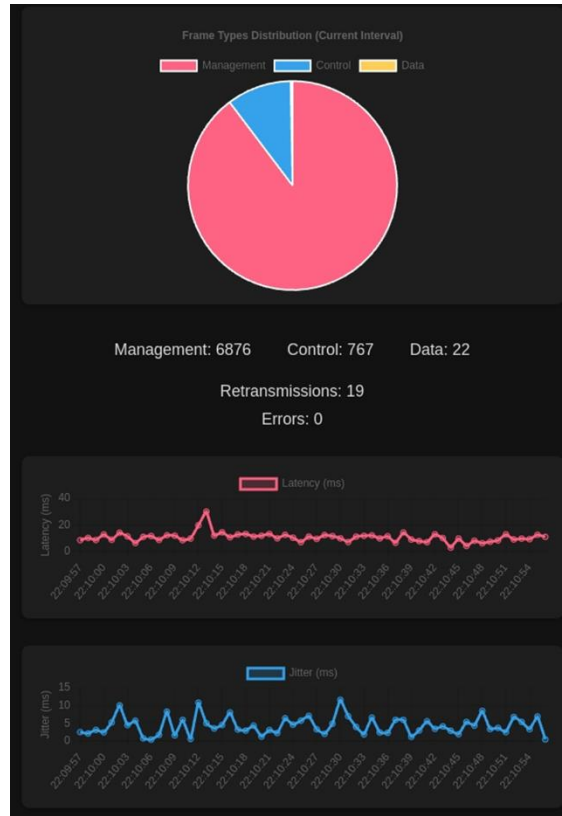 Frame Types Distribution (Current Interval)
Management Control Data
Management: 6876 Control: 767 Data: 22
Retransmissions: 19
Errors: 0
Latency (ms)
Latency (ms)
40
20
0
22:09:57 22:10:00 22:10:03 22:10:06 22:10:09 22:10:12 22:10:15 22:10:18 22:10:21 22:10:24 22:10:27 22:10:30 22:10:33 22:10:36 22:10:39 22:10:42 22:10:45 22:10:48 22:10:51 22:10:54
Jitter (ms)
Jitter (ms)
15
10
5
0
22:09:57 22:10:00 22:10:03 22:10:06 22:10:09 22:10:12 22:10:15 22:10:18 22:10:21 22:10:24 22:10:27 22:10:30 22:10:33 22:10:36 22:10:39 22:10:42 22:10:45 22:10:48 22:10:51 22:10:54